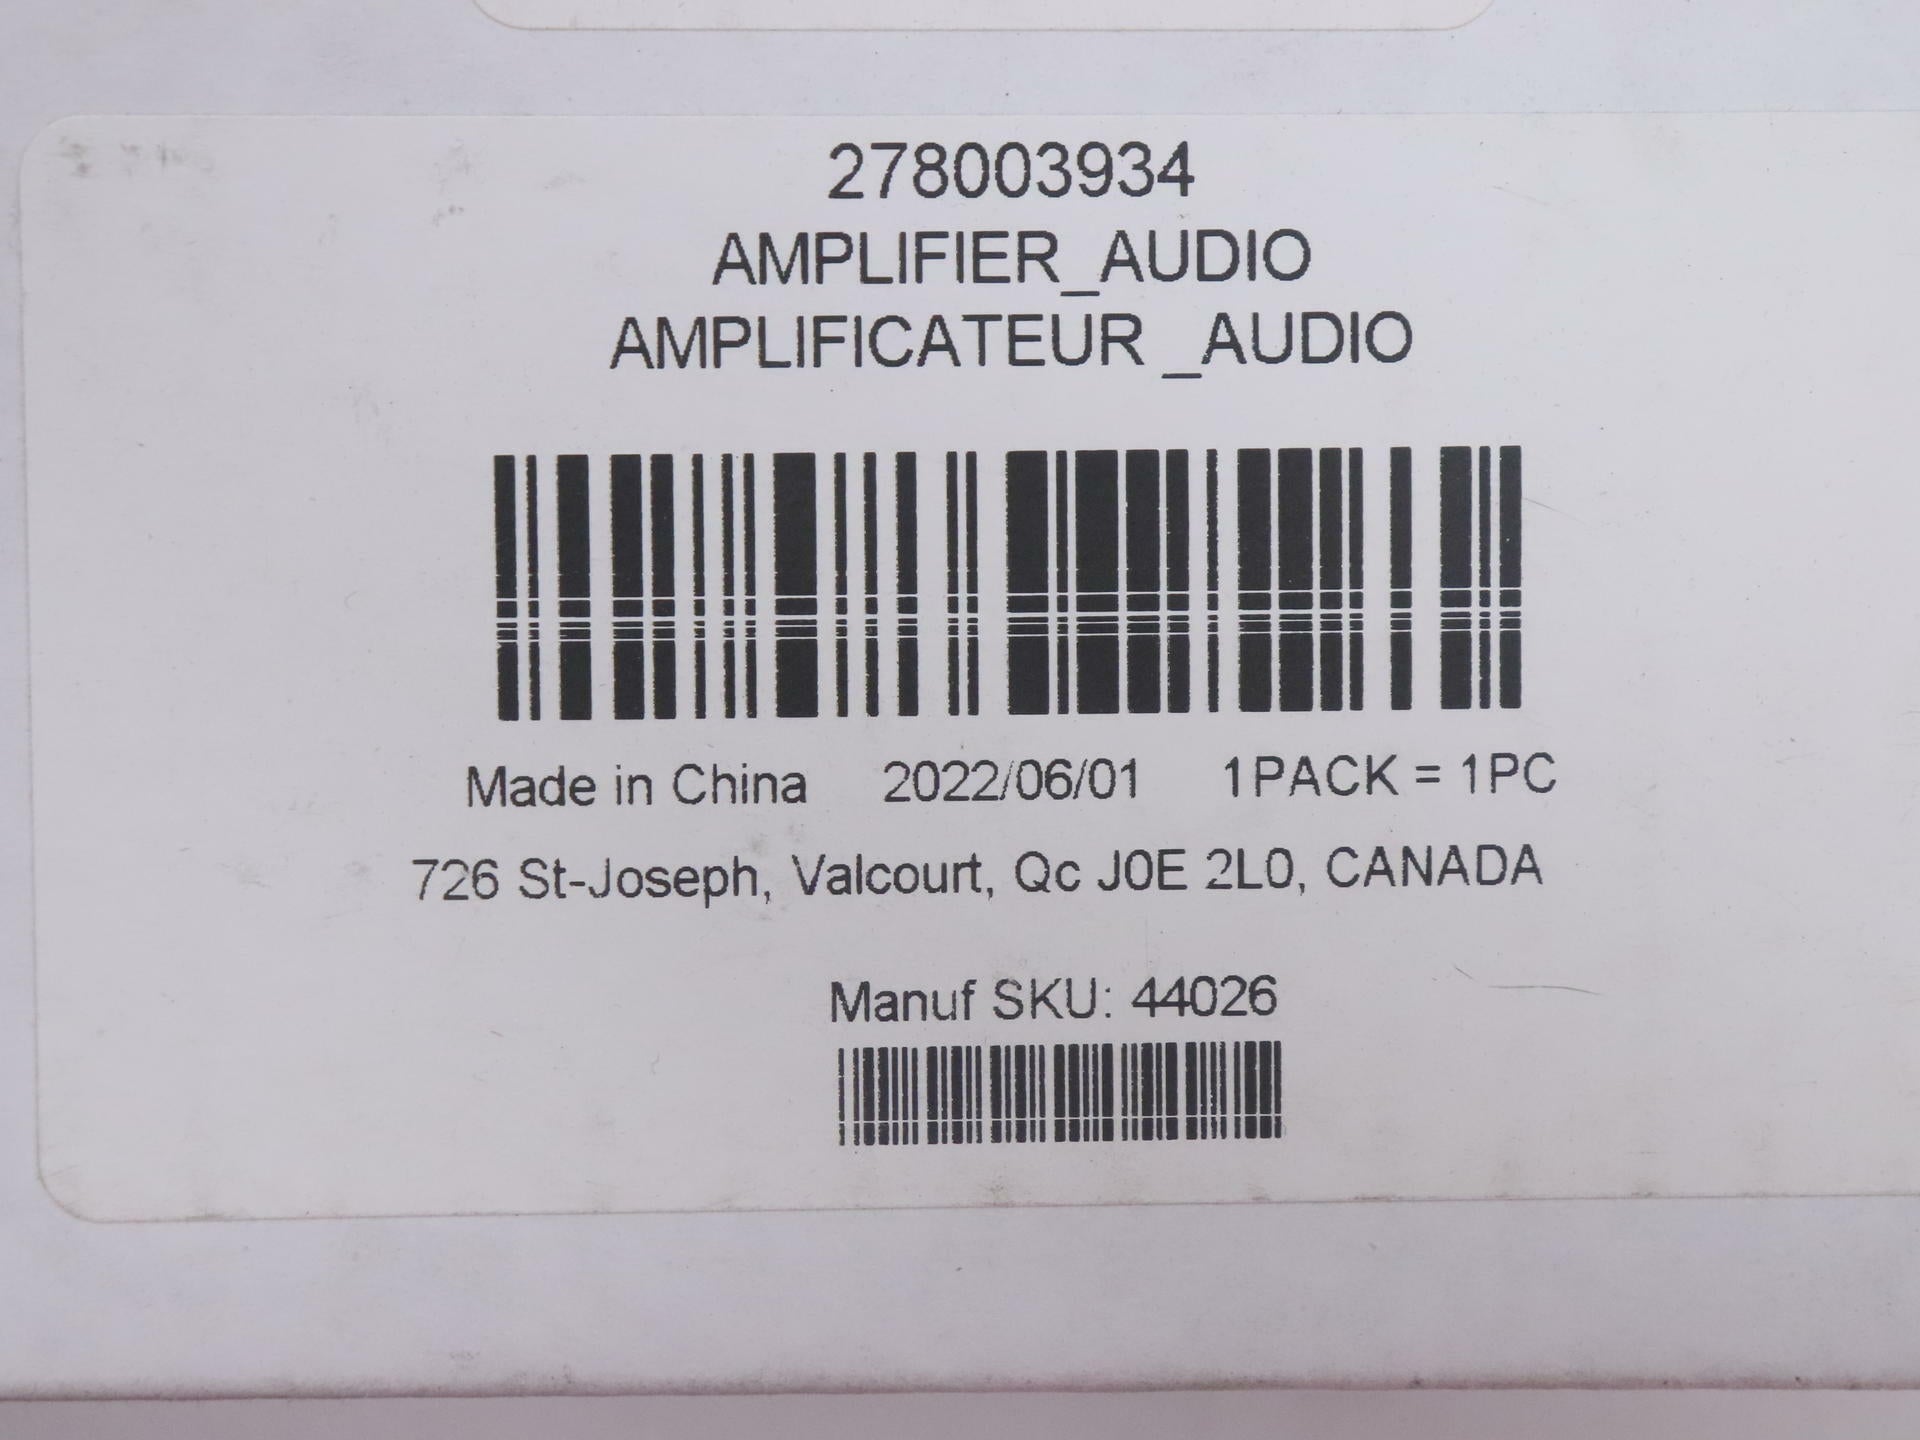 278003934
AMPLIFIER_AUDIO
AMPLIFICATEUR _AUDIO
Made in China 2022/06/01 1PACK = 1PC
726 St-Joseph, Valcourt, Qc J0E 2L0, CANADA
Manuf SKU: 44026